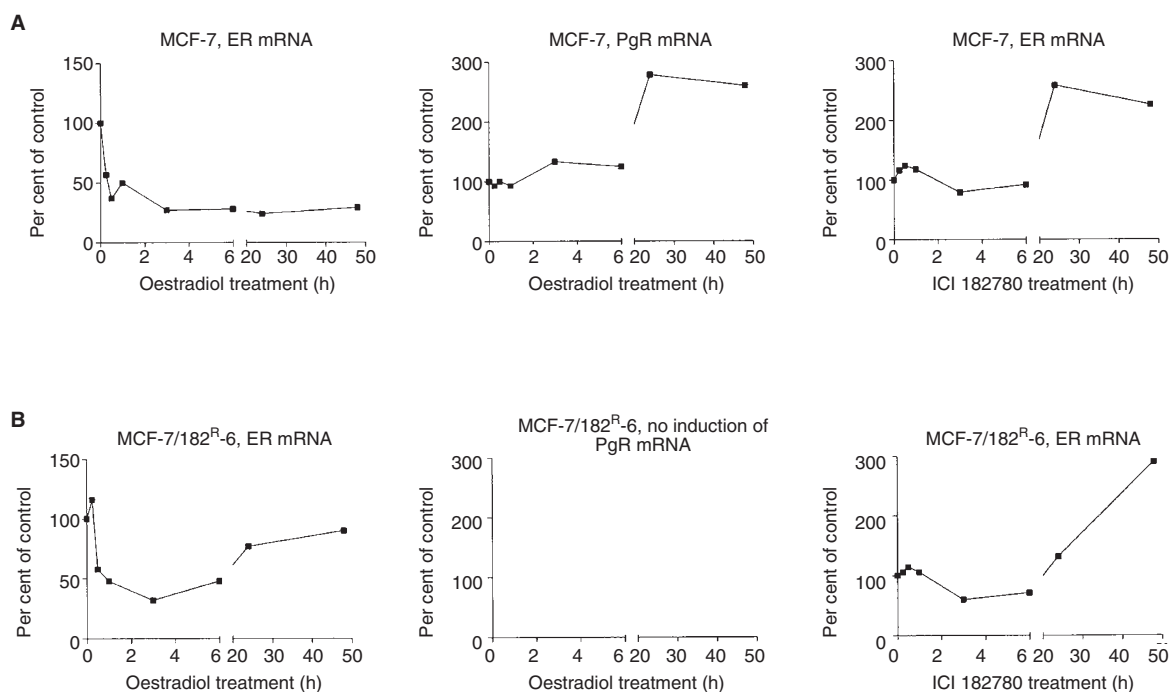 A
MCF-7, ER mRNA
150
100
50
0
Per cent of control
0 2 4 6 20 30 40 50
Oestradiol treatment (h)
MCF-7, PgR mRNA
300
200
100
0
Per cent of control
0 2 4 6 20 30 40 50
Oestradiol treatment (h)
MCF-7, ER mRNA
300
200
100
0
Per cent of control
0 2 4 6 20 30 40 50
ICI 182780 treatment (h)
B
MCF-7/182ᴿ-6, ER mRNA
150
100
50
0
Per cent of control
0 2 4 6 20 30 40 50
Oestradiol treatment (h)
MCF-7/182ᴿ-6, no induction of
PgR mRNA
300
200
100
0
Per cent of control
0 2 4 6 20 30 40 50
Oestradiol treatment (h)
MCF-7/182ᴿ-6, ER mRNA
300
200
100
0
Per cent of control
0 2 4 6 20 30 40 50
ICI 182780 treatment (h)